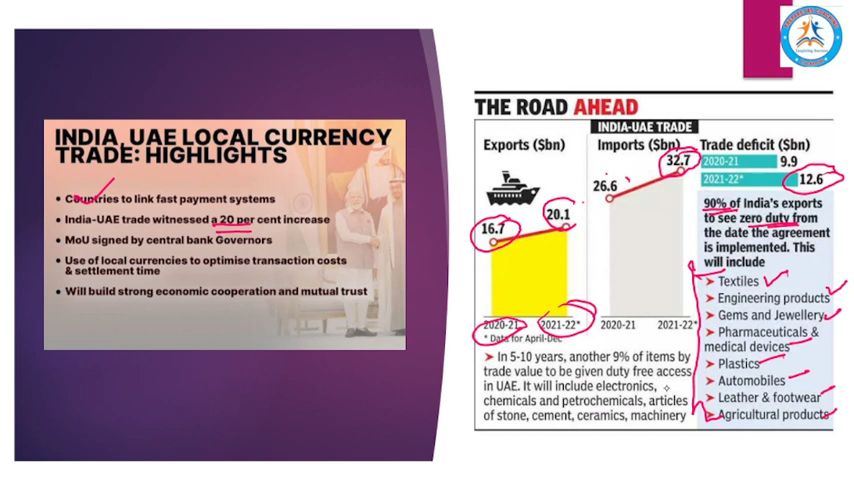 INDIA, UAE LOCAL CURRENCY
TRADE: HIGHLIGHTS
• Countries to link fast payment systems
• India-UAE trade witnessed a 20 per cent increase
• MoU signed by central bank Governors
• Use of local currencies to optimise transaction costs
& settlement time
• Will build strong economic cooperation and mutual trust
THE ROAD AHEAD
INDIA-UAE TRADE
Exports ($bn)
16.7
20.1
2020-21 2021-22*
* Data for April-Dec
Imports ($bn)
26.6
32.7
2020-21 2021-22*
Trade deficit ($bn)
2020-21 9.9
2021-22* 12.6
90% of India's exports
to see zero duty from
the date the agreement
is implemented. This
will include
➤ Textiles
➤ Engineering products
➤ Gems and Jewellery
➤ Pharmaceuticals &
medical devices
➤ Plastics
➤ Automobiles
➤ Leather & footwear
➤ Agricultural products
➤ In 5-10 years, another 9% of items by
trade value to be given duty free access
in UAE. It will include electronics,
chemicals and petrochemicals, articles
of stone, cement, ceramics, machinery